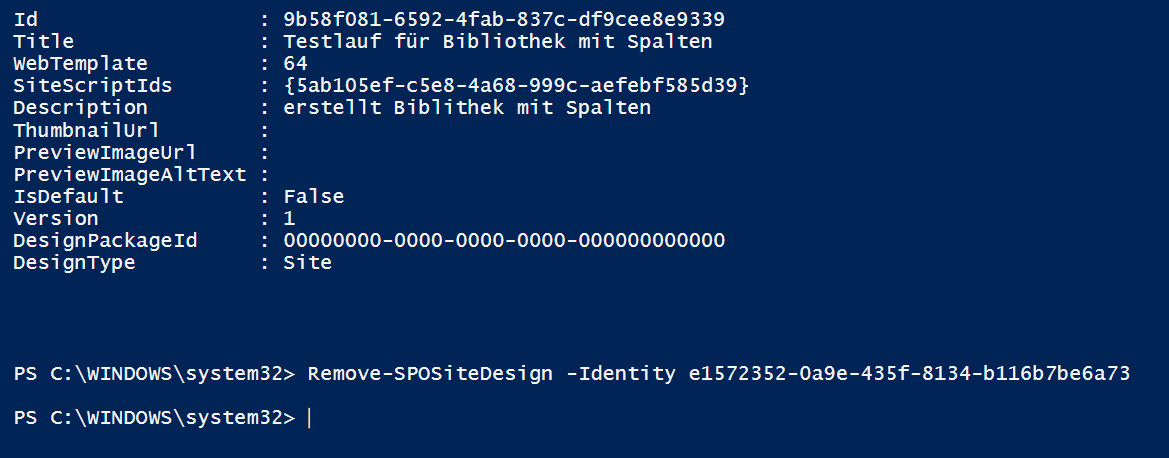 Id                  : 9b58f081-6592-4fab-837c-df9cee8e9339
Title               : Testlauf für Bibliothek mit Spalten
WebTemplate         : 64
SiteScriptIds       : {5ab105ef-c5e8-4a68-999c-aefebf585d39}
Description         : erstellt Biblithek mit Spalten
ThumbnailUrl        :
PreviewImageUrl     :
PreviewImageAltText :
IsDefault           : False
Version             : 1
DesignPackageId     : 00000000-0000-0000-0000-000000000000
DesignType          : Site
PS C:\WINDOWS\system32> Remove-SPOSiteDesign -Identity e1572352-0a9e-435f-8134-b116b7be6a73
PS C:\WINDOWS\system32>